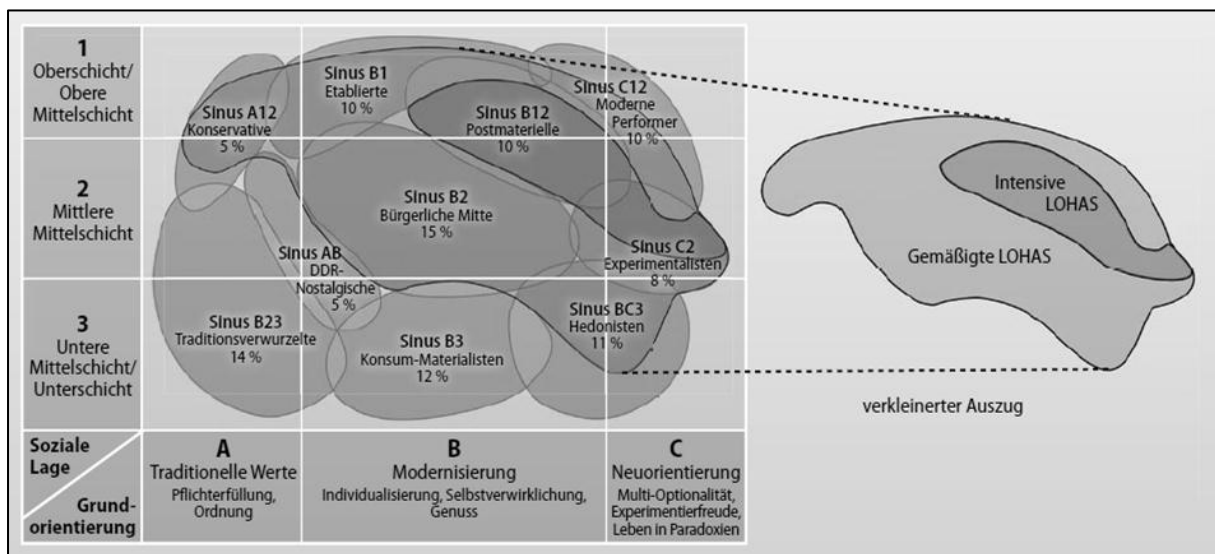 1
Oberschicht/
Obere
Mittelschicht
2
Mittlere
Mittelschicht
3
Untere
Mittelschicht/
Unterschicht
Sinus B1
Etablierte
10 %
Sinus A12
Konservative
5 %
Sinus B12
Postmaterielle
10 %
Sinus C12
Moderne
Performer
10 %
Sinus B2
Bürgerliche Mitte
15 %
Sinus AB
DDR-
Nostalgische
5 %
Sinus C2
Experimentalisten
8 %
Sinus B23
Traditionsverwurzelte
14 %
Sinus B3
Konsum-Materialisten
12 %
Sinus BC3
Hedonisten
11 %
Soziale
Lage
Grund-
orientierung
A
Traditionelle Werte
Pflichterfüllung,
Ordnung
B
Modernisierung
Individualisierung, Selbstverwirklichung,
Genuss
C
Neuorientierung
Multi-Optionalität,
Experimentierfreude,
Leben in Paradoxien
Intensive
LOHAS
Gemäßigte LOHAS
verkleinerter Auszug